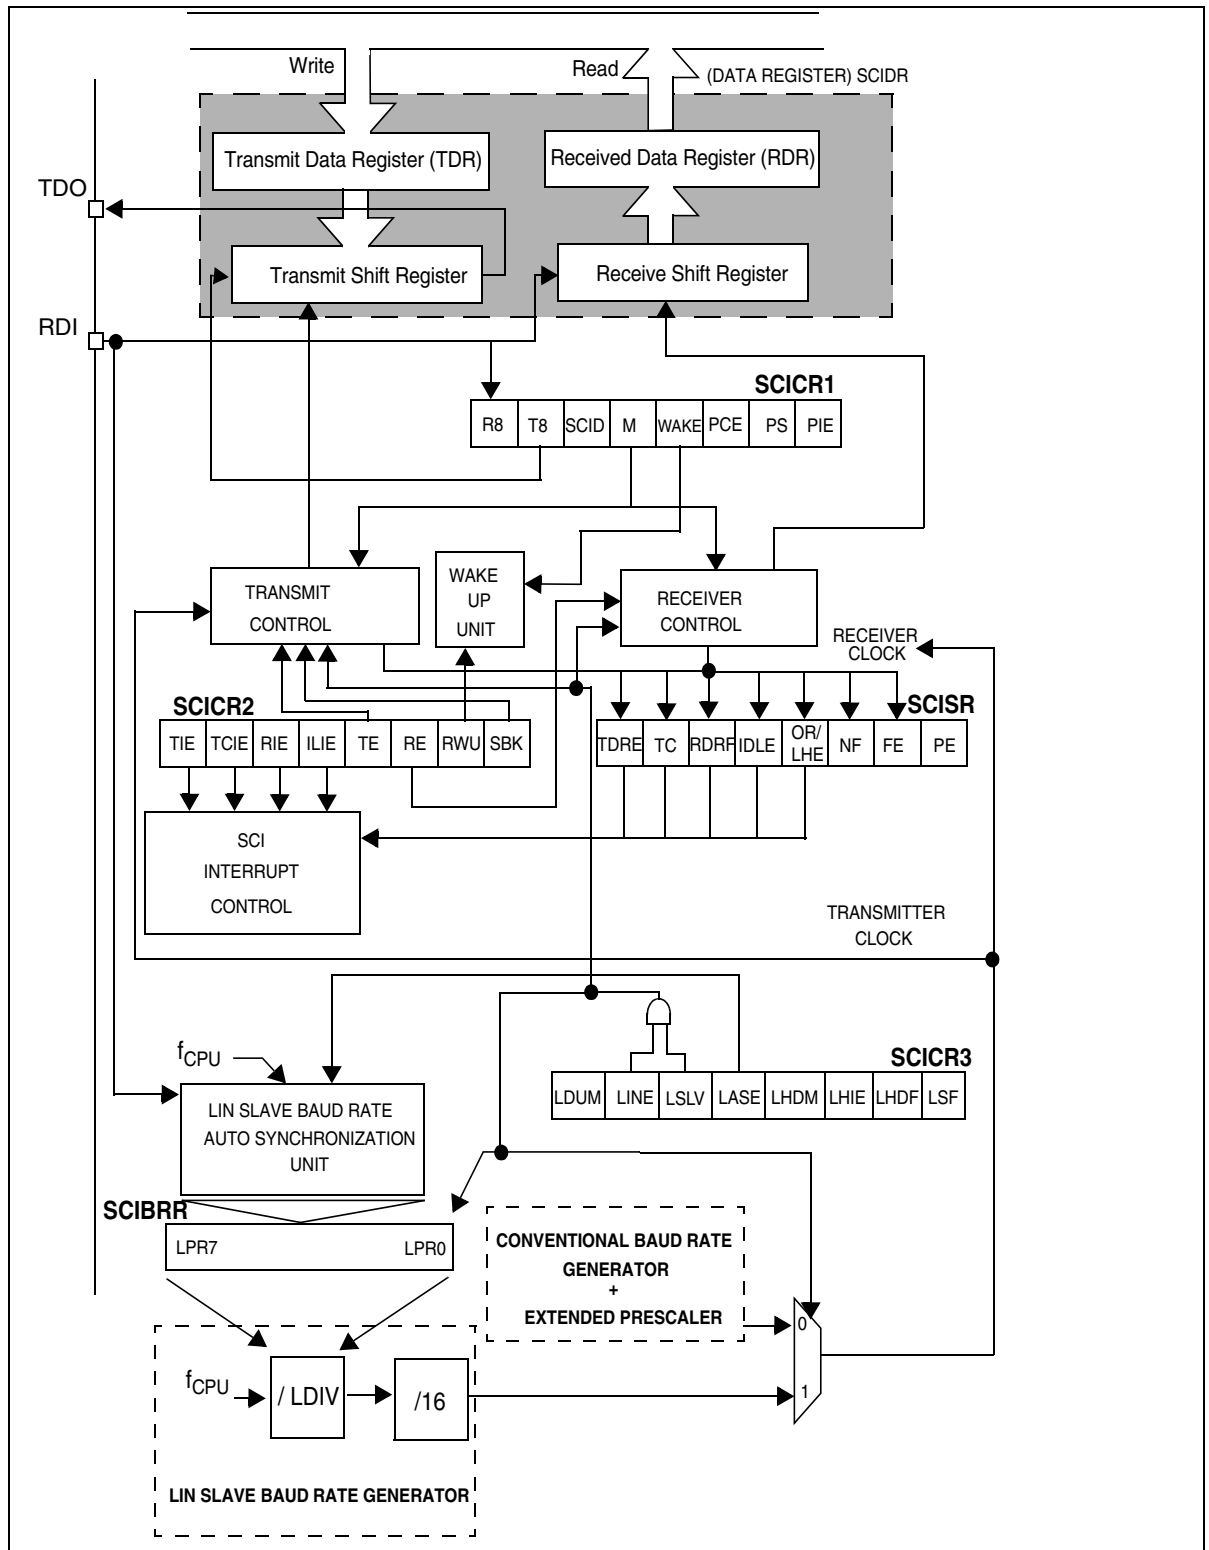 Write
Read
(DATA REGISTER) SCIDR
Transmit Data Register (TDR)
Received Data Register (RDR)
TDO
Transmit Shift Register
Receive Shift Register
RDI
SCICR1
R8 T8 SCID M WAKE PCE PS PIE
TRANSMIT
CONTROL
WAKE
UP
UNIT
RECEIVER
CONTROL
RECEIVER
CLOCK
SCICR2
TIE TCIE RIE ILIE TE RE RWU SBK
SCISR
TDRE TC RDRF IDLE OR/
LHE NF FE PE
SCI
INTERRUPT
CONTROL
TRANSMITTER
CLOCK
fCPU
SCICR3
LDUM LINE LSLV LASE LHDM LHIE LHDF LSF
LIN SLAVE BAUD RATE
AUTO SYNCHRONIZATION
UNIT
SCIBRR
LPR7 LPR0
CONVENTIONAL BAUD RATE
GENERATOR
+
EXTENDED PRESCALER
0
1
fCPU
/ LDIV
/16
LIN SLAVE BAUD RATE GENERATOR